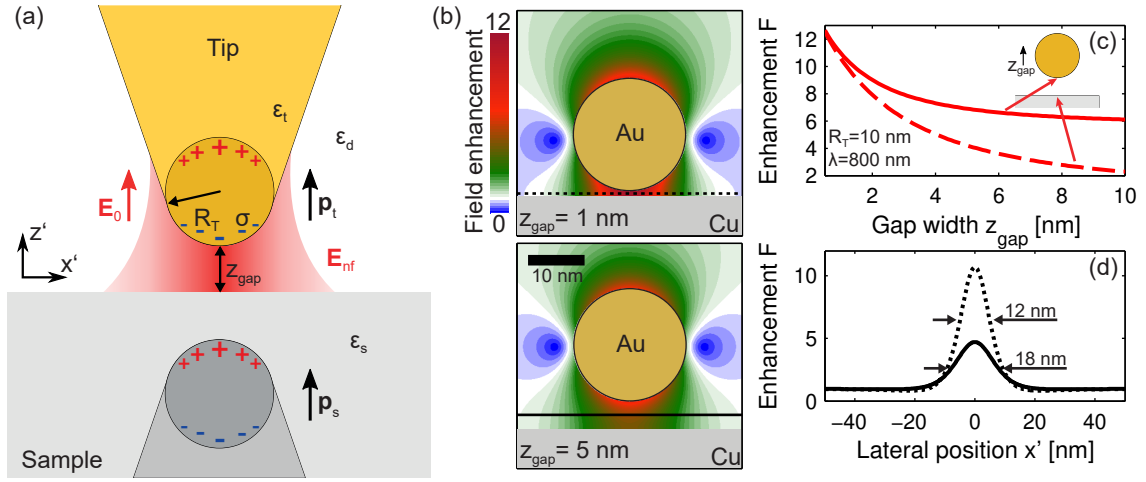 (a)
Tip
ε_t
ε_d
+ + + + +
E_0
p_t
R_T σ
- - - - -
z‘
x‘
z_gap
E_nf
ε_s
+ + + + +
p_s
- - - - -
Sample
(b)
Field enhancement
12
0
Au
z_gap= 1 nm
Cu
10 nm
Au
z_gap= 5 nm
Cu
(c)
Enhancement F
12
10
8
6
4
2
z_gap
R_T=10 nm
λ=800 nm
2 4 6 8 10
Gap width z_gap [nm]
(d)
Enhancement F
10
5
0
12 nm
18 nm
−40 −20 0 20 40
Lateral position x’ [nm]